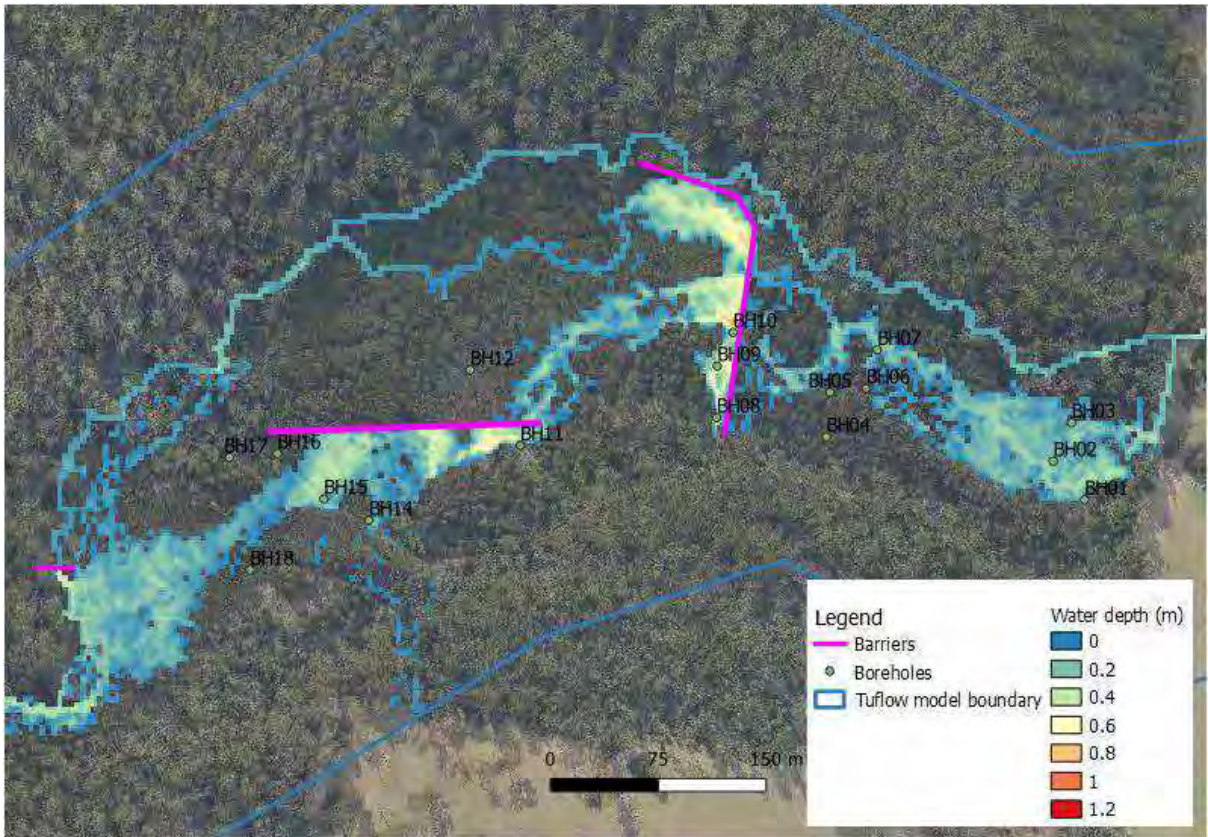 BH10
BH07
BH09
BH12
BH05
BH06
BH08
BH03
BH04
BH11
BH17
BH16
BH02
BH15
BH01
BH14
BH18
Legend
Barriers
Boreholes
Tuflow model boundary
Water depth (m)
0
0.2
0.4
0.6
0.8
1
1.2
0 75 150 m